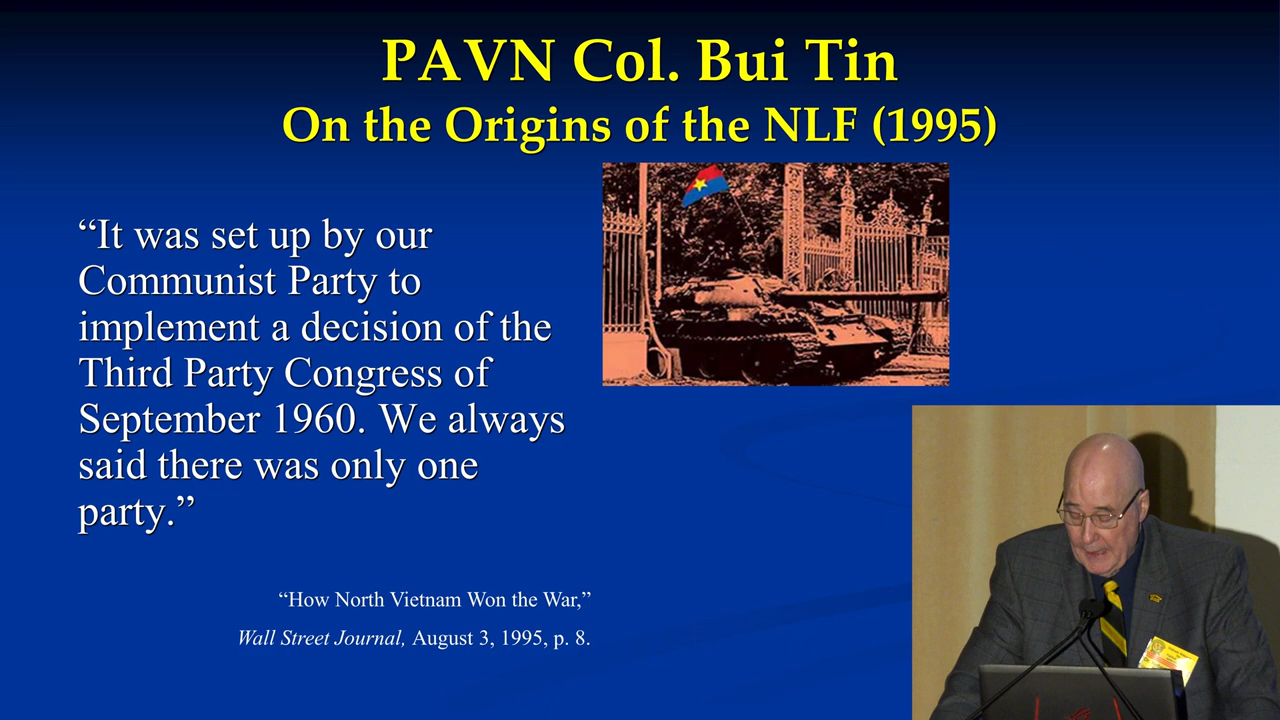 PAVN Col. Bui Tin
On the Origins of the NLF (1995)
“It was set up by our
Communist Party to
implement a decision of the
Third Party Congress of
September 1960. We always
said there was only one
party.”
“How North Vietnam Won the War,”
Wall Street Journal, August 3, 1995, p. 8.